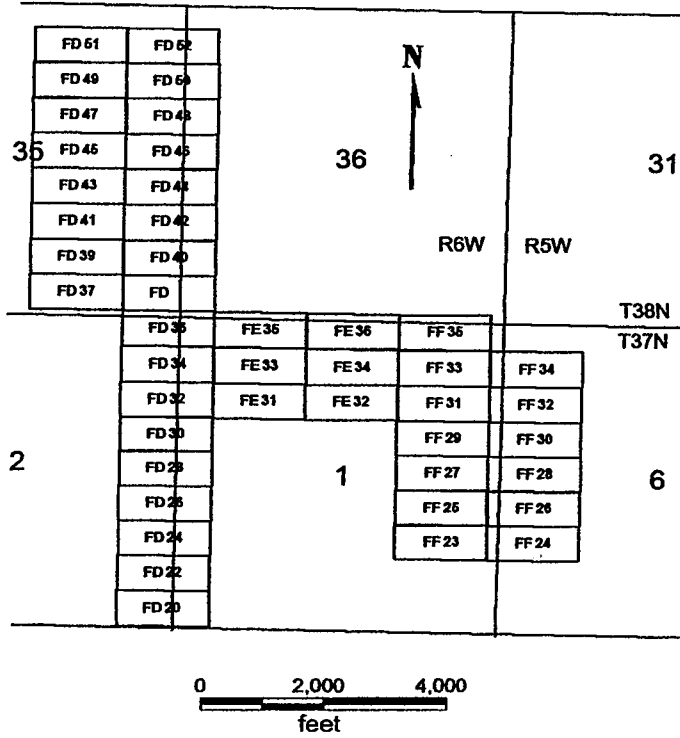 FD 51 FD 52
N
FD 49 FD 50
FD 47 FD 48
35 FD 45 FD 46 36 31
FD 43 FD 44
FD 41 FD 42
R6W R5W
FD 39 FD 40
FD 37 FD
T38N
FD 36 FE 35 FE 36 FF 35
T37N
FD 34 FE 33 FE 34 FF 33 FF 34
FD 32 FE 31 FE 32 FF 31 FF 32
FD 30 FF 29 FF 30
2 FD 28 1 FF 27 FF 28 6
FD 26 FF 25 FF 26
FD 24 FF 23 FF 24
FD 22
FD 20
0 2,000 4,000
feet